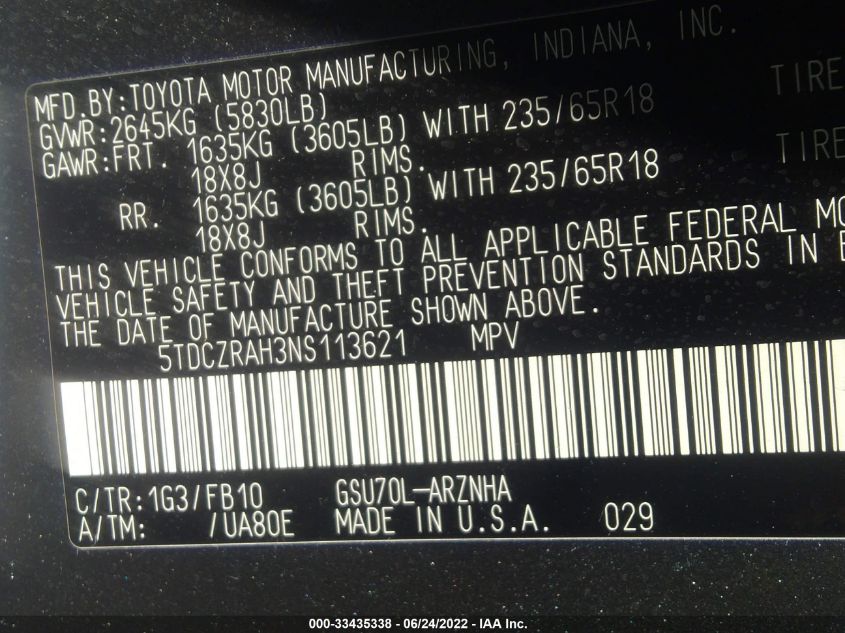 MFD.BY:TOYOTA MOTOR MANUFACTURING, INDIANA, INC.
GVWR:2645KG (5830LB)
GAWR:FRT. 1635KG (3605LB) WITH 235/65R18 TIRE
18X8J RIMS.
RR. 1635KG (3605LB) WITH 235/65R18 TIRE
18X8J RIMS.
THIS VEHICLE CONFORMS TO ALL APPLICABLE FEDERAL MO
VEHICLE SAFETY AND THEFT PREVENTION STANDARDS IN E
THE DATE OF MANUFACTURE SHOWN ABOVE.
5TDCZRAH3NS113621 MPV
C/TR:1G3/FB10 GSU70L-ARZNHA
A/TM: /UA80E MADE IN U.S.A. 029
000-33435338 - 06/24/2022 - IAA Inc.